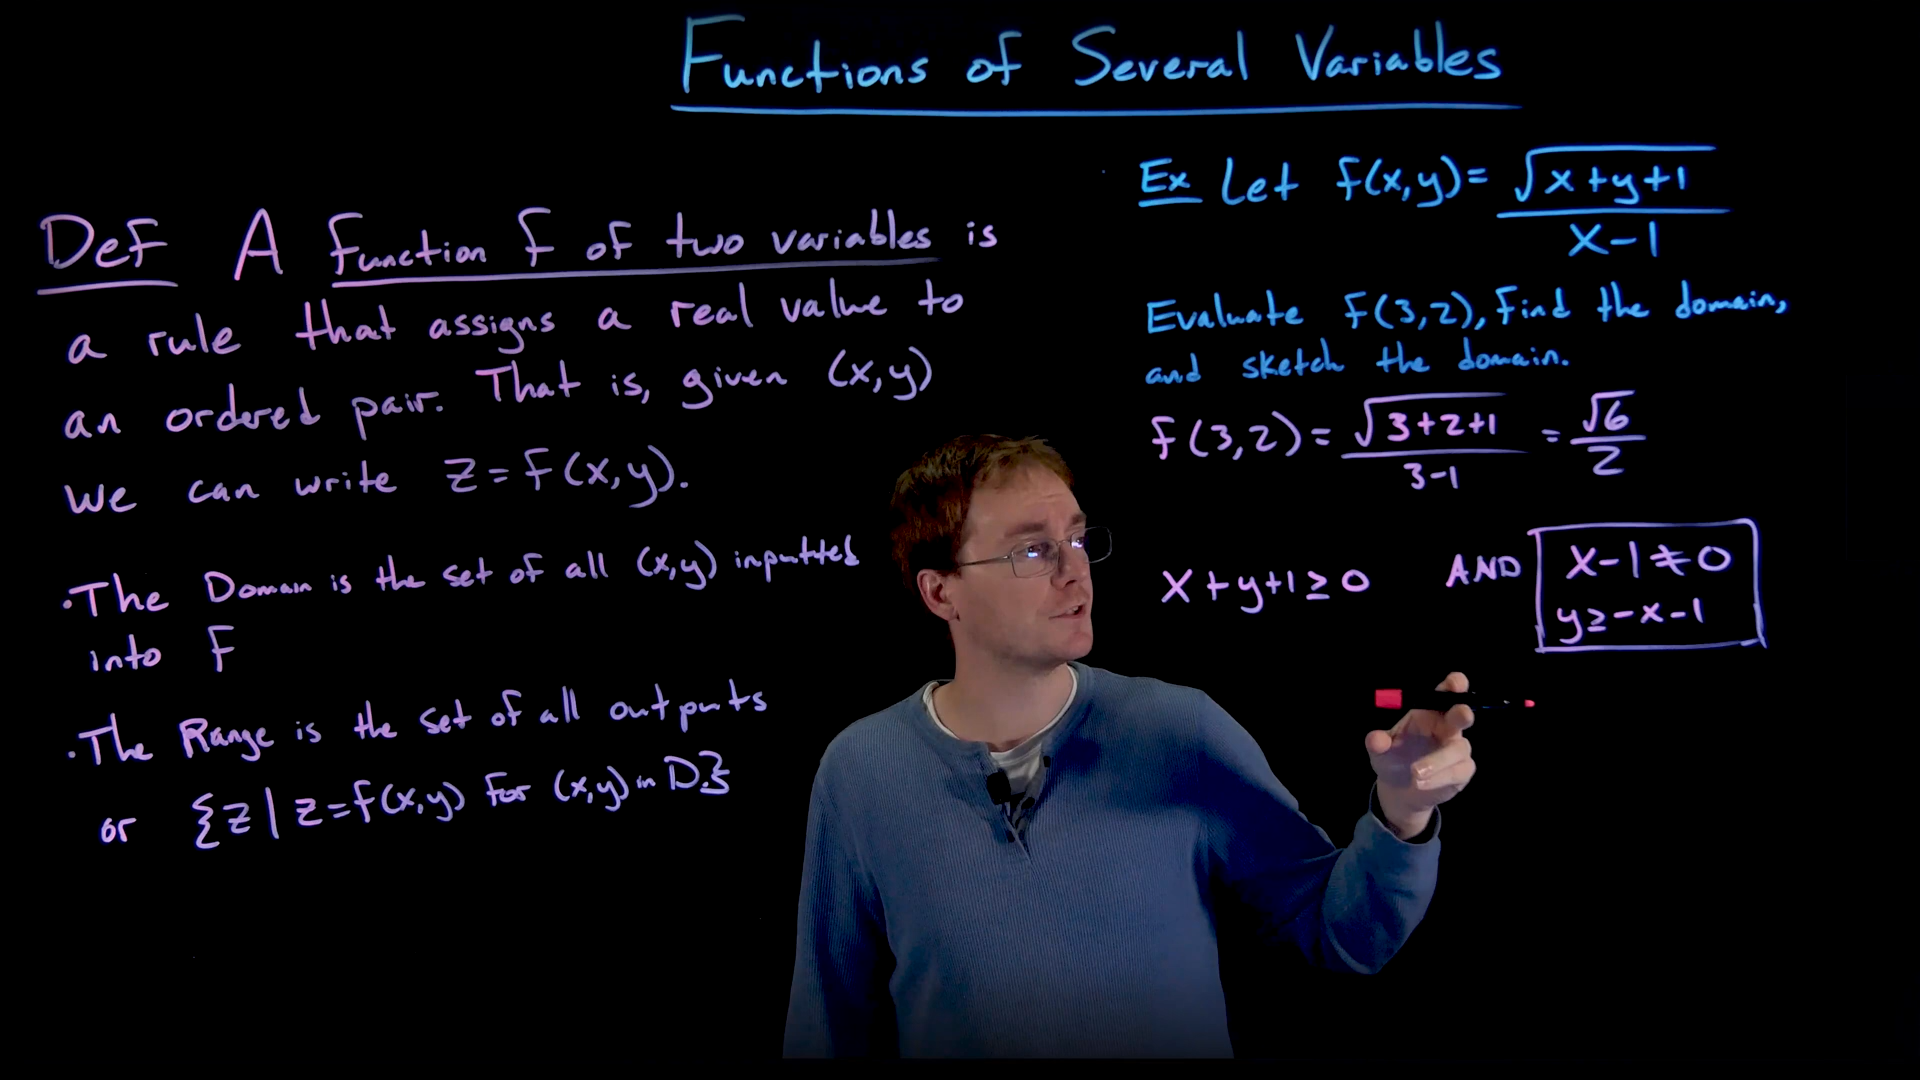 Functions of Several Variables
Def A function f of two variables is
a rule that assigns a real value to
an ordered pair. That is, given (x,y)
we can write z=f(x,y).
·The Domain is the set of all (x,y) inputted
into f
·The Range is the set of all outputs
or {z | z=f(x,y) for (x,y) in D.}
Ex Let f(x,y)= √(x+y+1) / (x-1)
Evaluate f(3,2), find the domain,
and sketch the domain.
f(3,2)= √(3+2+1) / (3-1) = √6 / 2
x+y+1≥0 AND x-1≠0
y≥-x-1